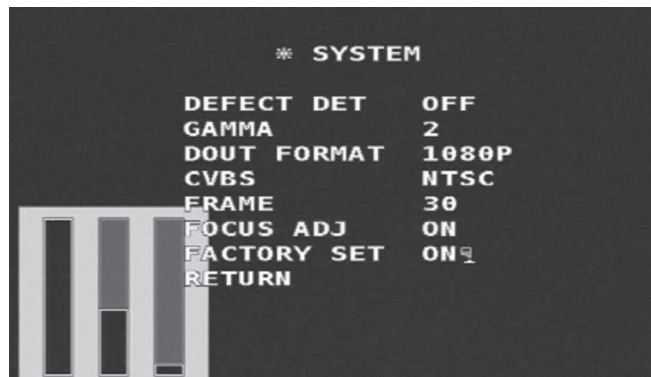 ※ SYSTEM
DEFECT DET OFF
GAMMA 2
DOUT FORMAT 1080P
CVBS NTSC
FRAME 30
FOCUS ADJ ON
FACTORY SET ON
RETURN